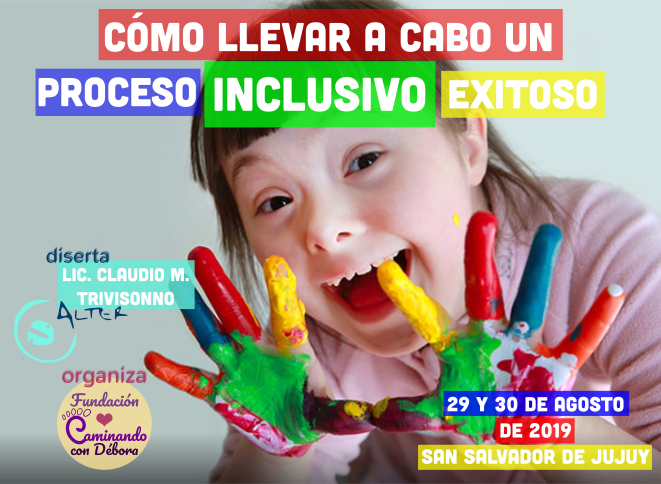 CÓMO LLEVAR A CABO UN
PROCESO INCLUSIVO EXITOSO
diserta
LIC. CLAUDIO M.
TRIVISONNO
ALTER
organiza
Fundación
Caminando
con Débora
29 Y 30 DE AGOSTO
DE 2019
SAN SALVADOR DE JUJUY